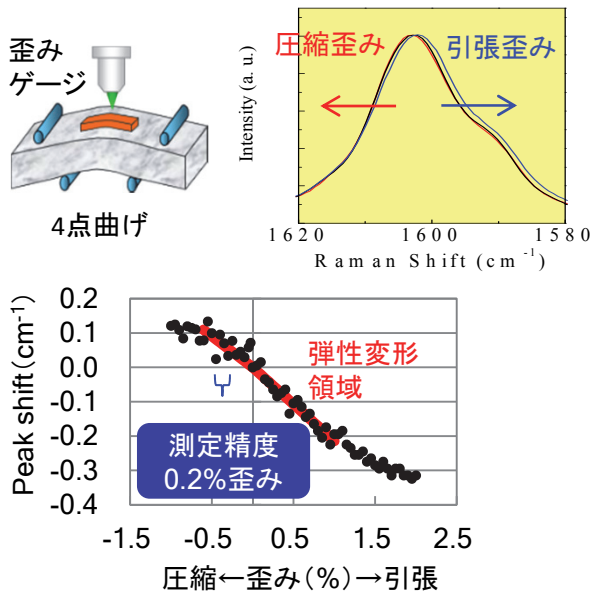 歪み
ゲージ
4点曲げ
圧縮歪み
引張歪み
Intensity (a. u.)
1620
1600
1580
Raman Shift (cm⁻¹)
Peak shift(cm⁻¹)
0.2
0.1
0.0
-0.1
-0.2
-0.3
-0.4
弾性変形
領域
測定精度
0.2%歪み
-1.5
-0.5
0.5
1.5
2.5
圧縮←歪み(%)→引張